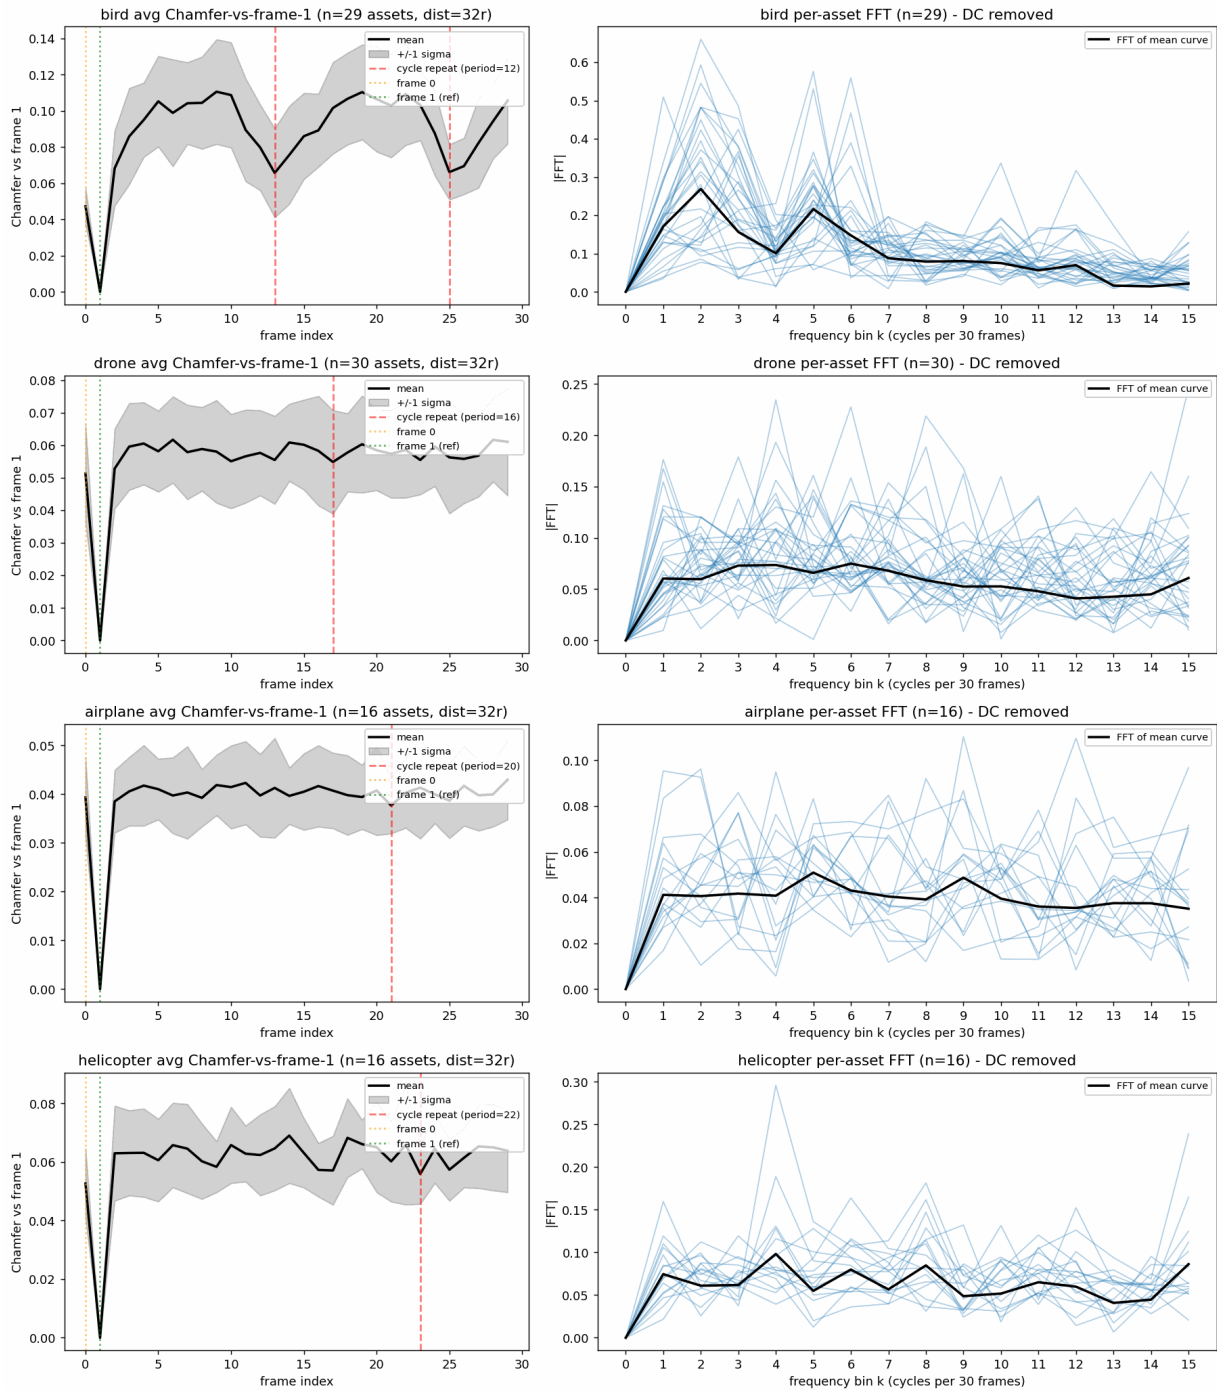 bird avg Chamfer-vs-frame-1 (n=29 assets, dist=32r)
Chamfer vs frame 1
0.14
0.12
0.10
0.08
0.06
0.04
0.02
0.00
mean
+/-1 sigma
cycle repeat (period=12)
frame 0
frame 1 (ref)
0 5 10 15 20 25 30
frame index
bird per-asset FFT (n=29) - DC removed
|FFT|
0.6
0.5
0.4
0.3
0.2
0.1
0.0
FFT of mean curve
0 1 2 3 4 5 6 7 8 9 10 11 12 13 14 15
frequency bin k (cycles per 30 frames)
drone avg Chamfer-vs-frame-1 (n=30 assets, dist=32r)
Chamfer vs frame 1
0.08
0.07
0.06
0.05
0.04
0.03
0.02
0.01
0.00
mean
+/-1 sigma
cycle repeat (period=16)
frame 0
frame 1 (ref)
0 5 10 15 20 25 30
frame index
drone per-asset FFT (n=30) - DC removed
|FFT|
0.25
0.20
0.15
0.10
0.05
0.00
FFT of mean curve
0 1 2 3 4 5 6 7 8 9 10 11 12 13 14 15
frequency bin k (cycles per 30 frames)
airplane avg Chamfer-vs-frame-1 (n=16 assets, dist=32r)
Chamfer vs frame 1
0.05
0.04
0.03
0.02
0.01
0.00
mean
+/-1 sigma
cycle repeat (period=20)
frame 0
frame 1 (ref)
0 5 10 15 20 25 30
frame index
airplane per-asset FFT (n=16) - DC removed
|FFT|
0.10
0.08
0.06
0.04
0.02
0.00
FFT of mean curve
0 1 2 3 4 5 6 7 8 9 10 11 12 13 14 15
frequency bin k (cycles per 30 frames)
helicopter avg Chamfer-vs-frame-1 (n=16 assets, dist=32r)
Chamfer vs frame 1
0.08
0.06
0.04
0.02
0.00
mean
+/-1 sigma
cycle repeat (period=22)
frame 0
frame 1 (ref)
0 5 10 15 20 25 30
frame index
helicopter per-asset FFT (n=16) - DC removed
|FFT|
0.30
0.25
0.20
0.15
0.10
0.05
0.00
FFT of mean curve
0 1 2 3 4 5 6 7 8 9 10 11 12 13 14 15
frequency bin k (cycles per 30 frames)